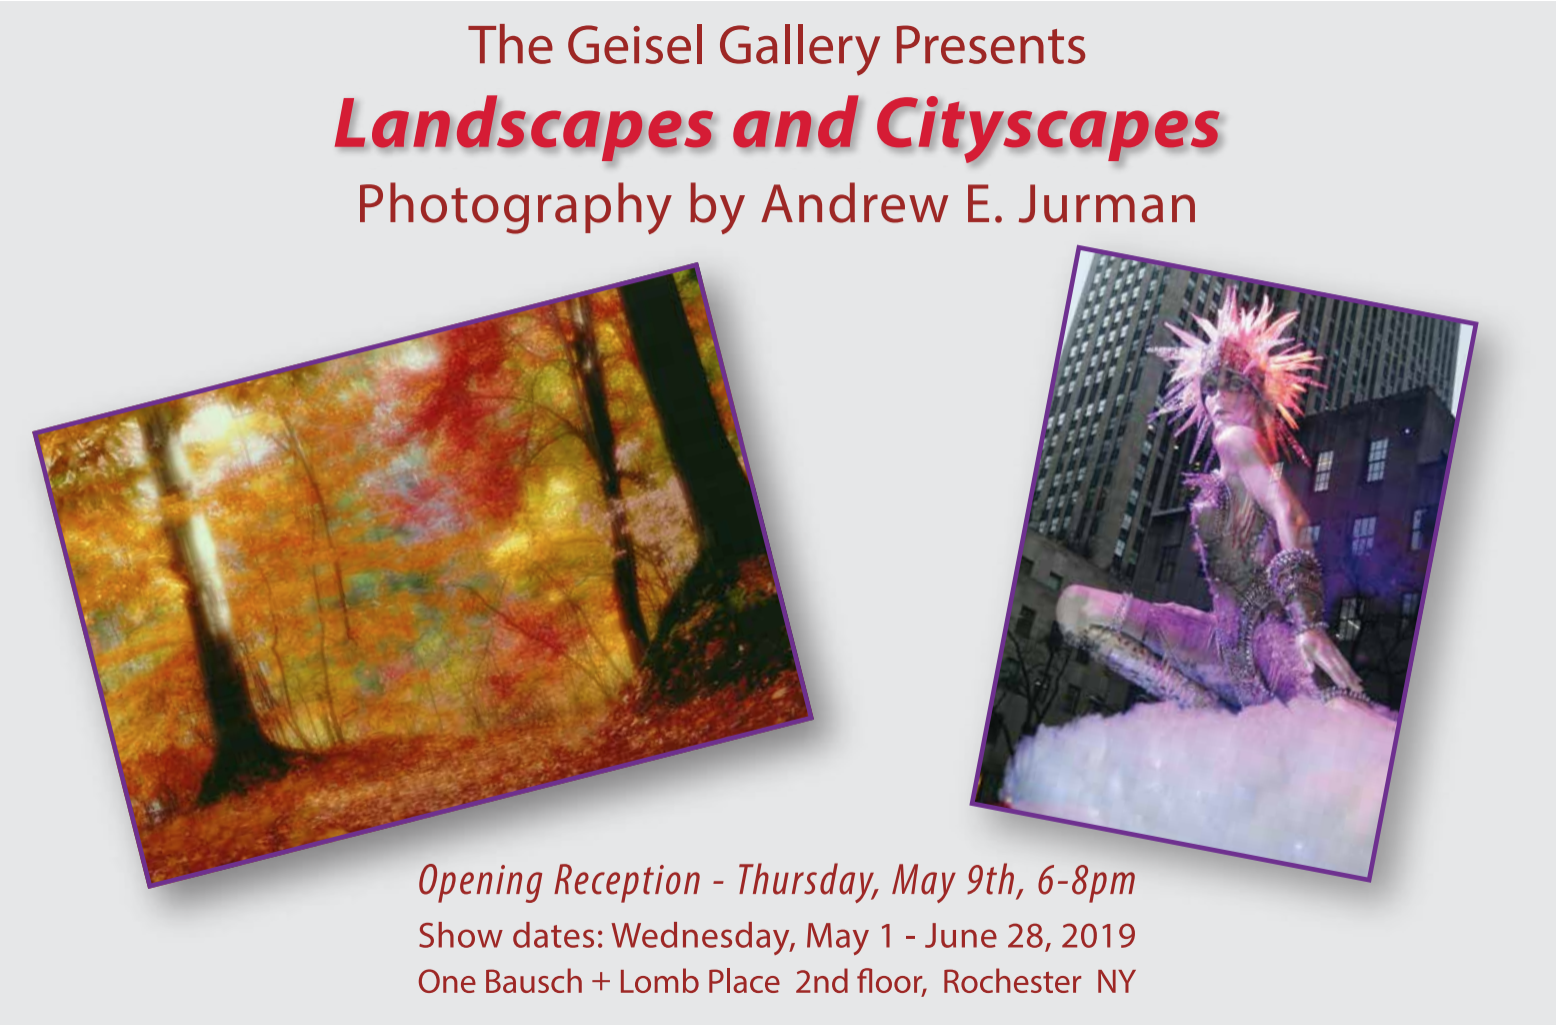 The Geisel Gallery Presents
Landscapes and Cityscapes
Photography by Andrew E. Jurman
Opening Reception - Thursday, May 9th, 6-8pm
Show dates: Wednesday, May 1 - June 28, 2019
One Bausch + Lomb Place 2nd floor, Rochester NY